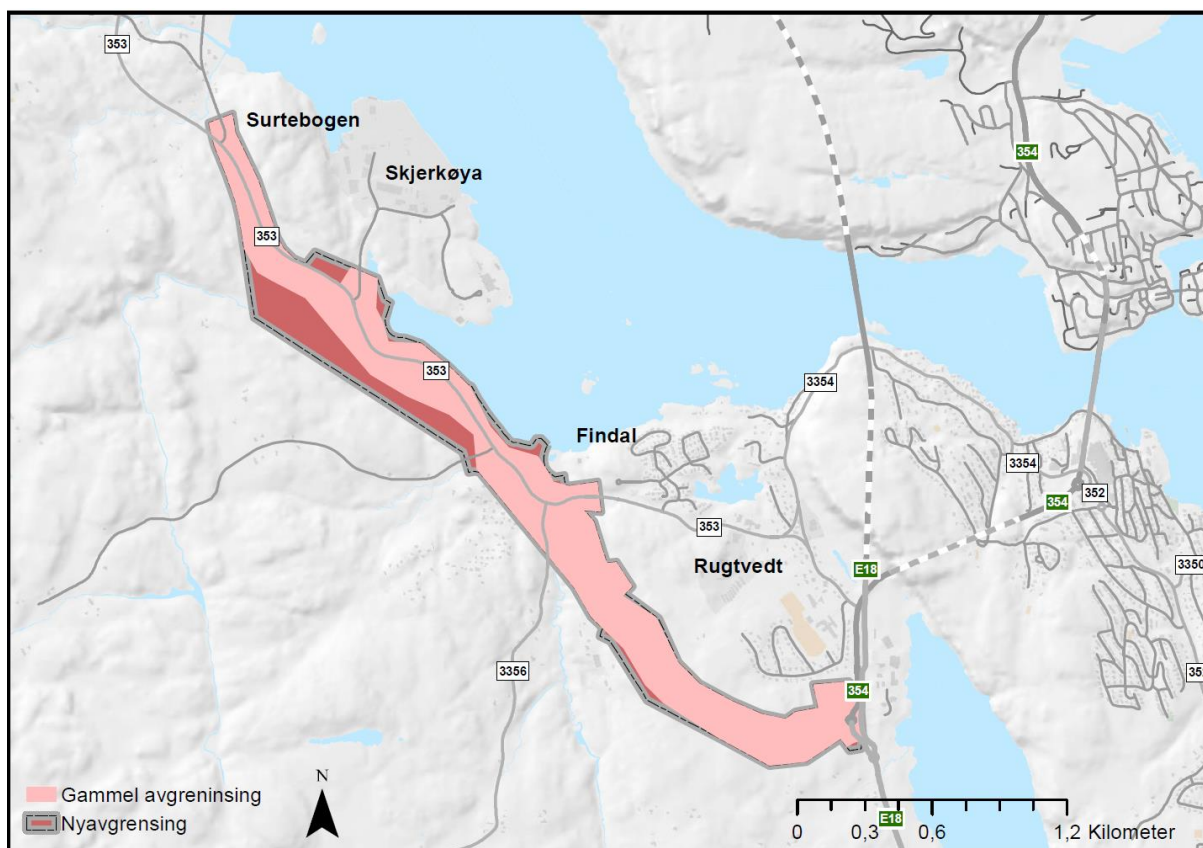 353
Surtebogen
Skjerkøya
354
353
353
3354
Findal
3354
352
354
353
3350
Rugtvedt
E18
3356
354
N
Gammel avgreninsing
Nyavgrensing
E18
0 0,3 0,6 1,2 Kilometer